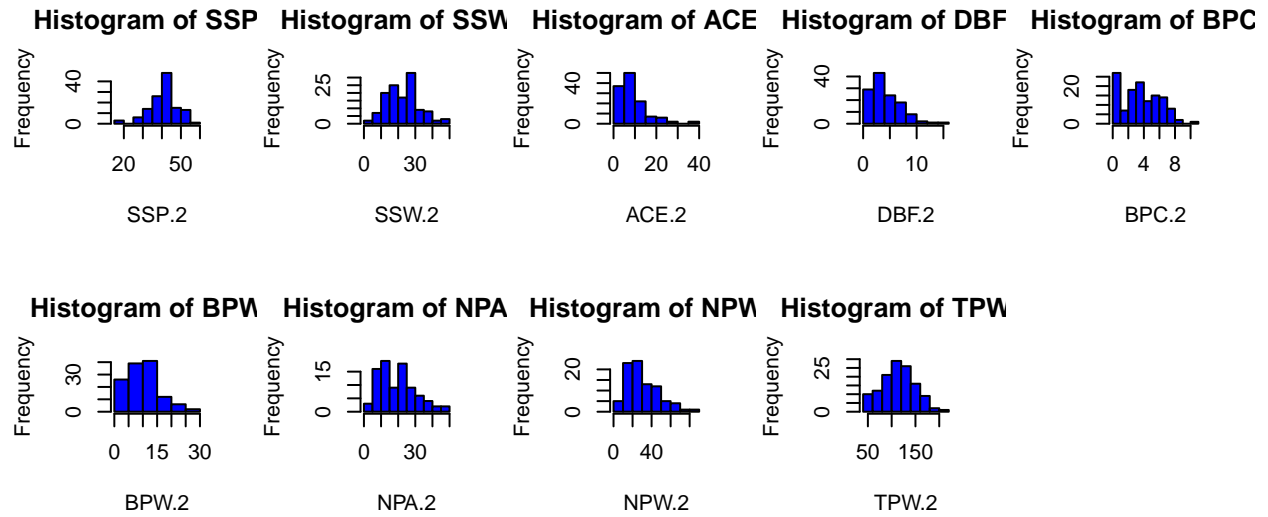 Histogram of SSP
Histogram of SSW
Histogram of ACE
Histogram of DBF
Histogram of BPC
Frequency
0 40
20 50
SSP.2
Frequency
0 25
0 30
SSW.2
Frequency
0 40
0 20 40
ACE.2
Frequency
0 40
0 10
DBF.2
Frequency
0 20
0 4 8
BPC.2
Histogram of BPW
Histogram of NPA
Histogram of NPW
Histogram of TPW
Frequency
0 30
0 15 30
BPW.2
Frequency
0 15
0 30
NPA.2
Frequency
0 20
0 40
NPW.2
Frequency
0 25
50 150
TPW.2